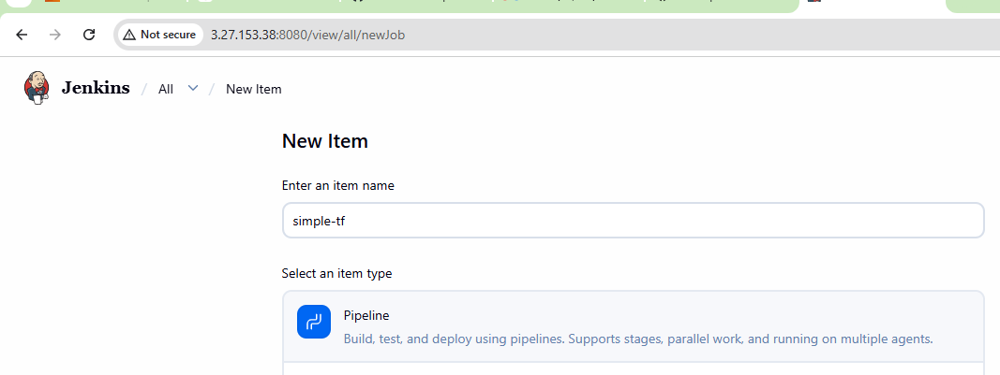 Not secure 3.27.153.38:8080/view/all/newJob
Jenkins / All / New Item
New Item
Enter an item name
simple-tf
Select an item type
Pipeline
Build, test, and deploy using pipelines. Supports stages, parallel work, and running on multiple agents.